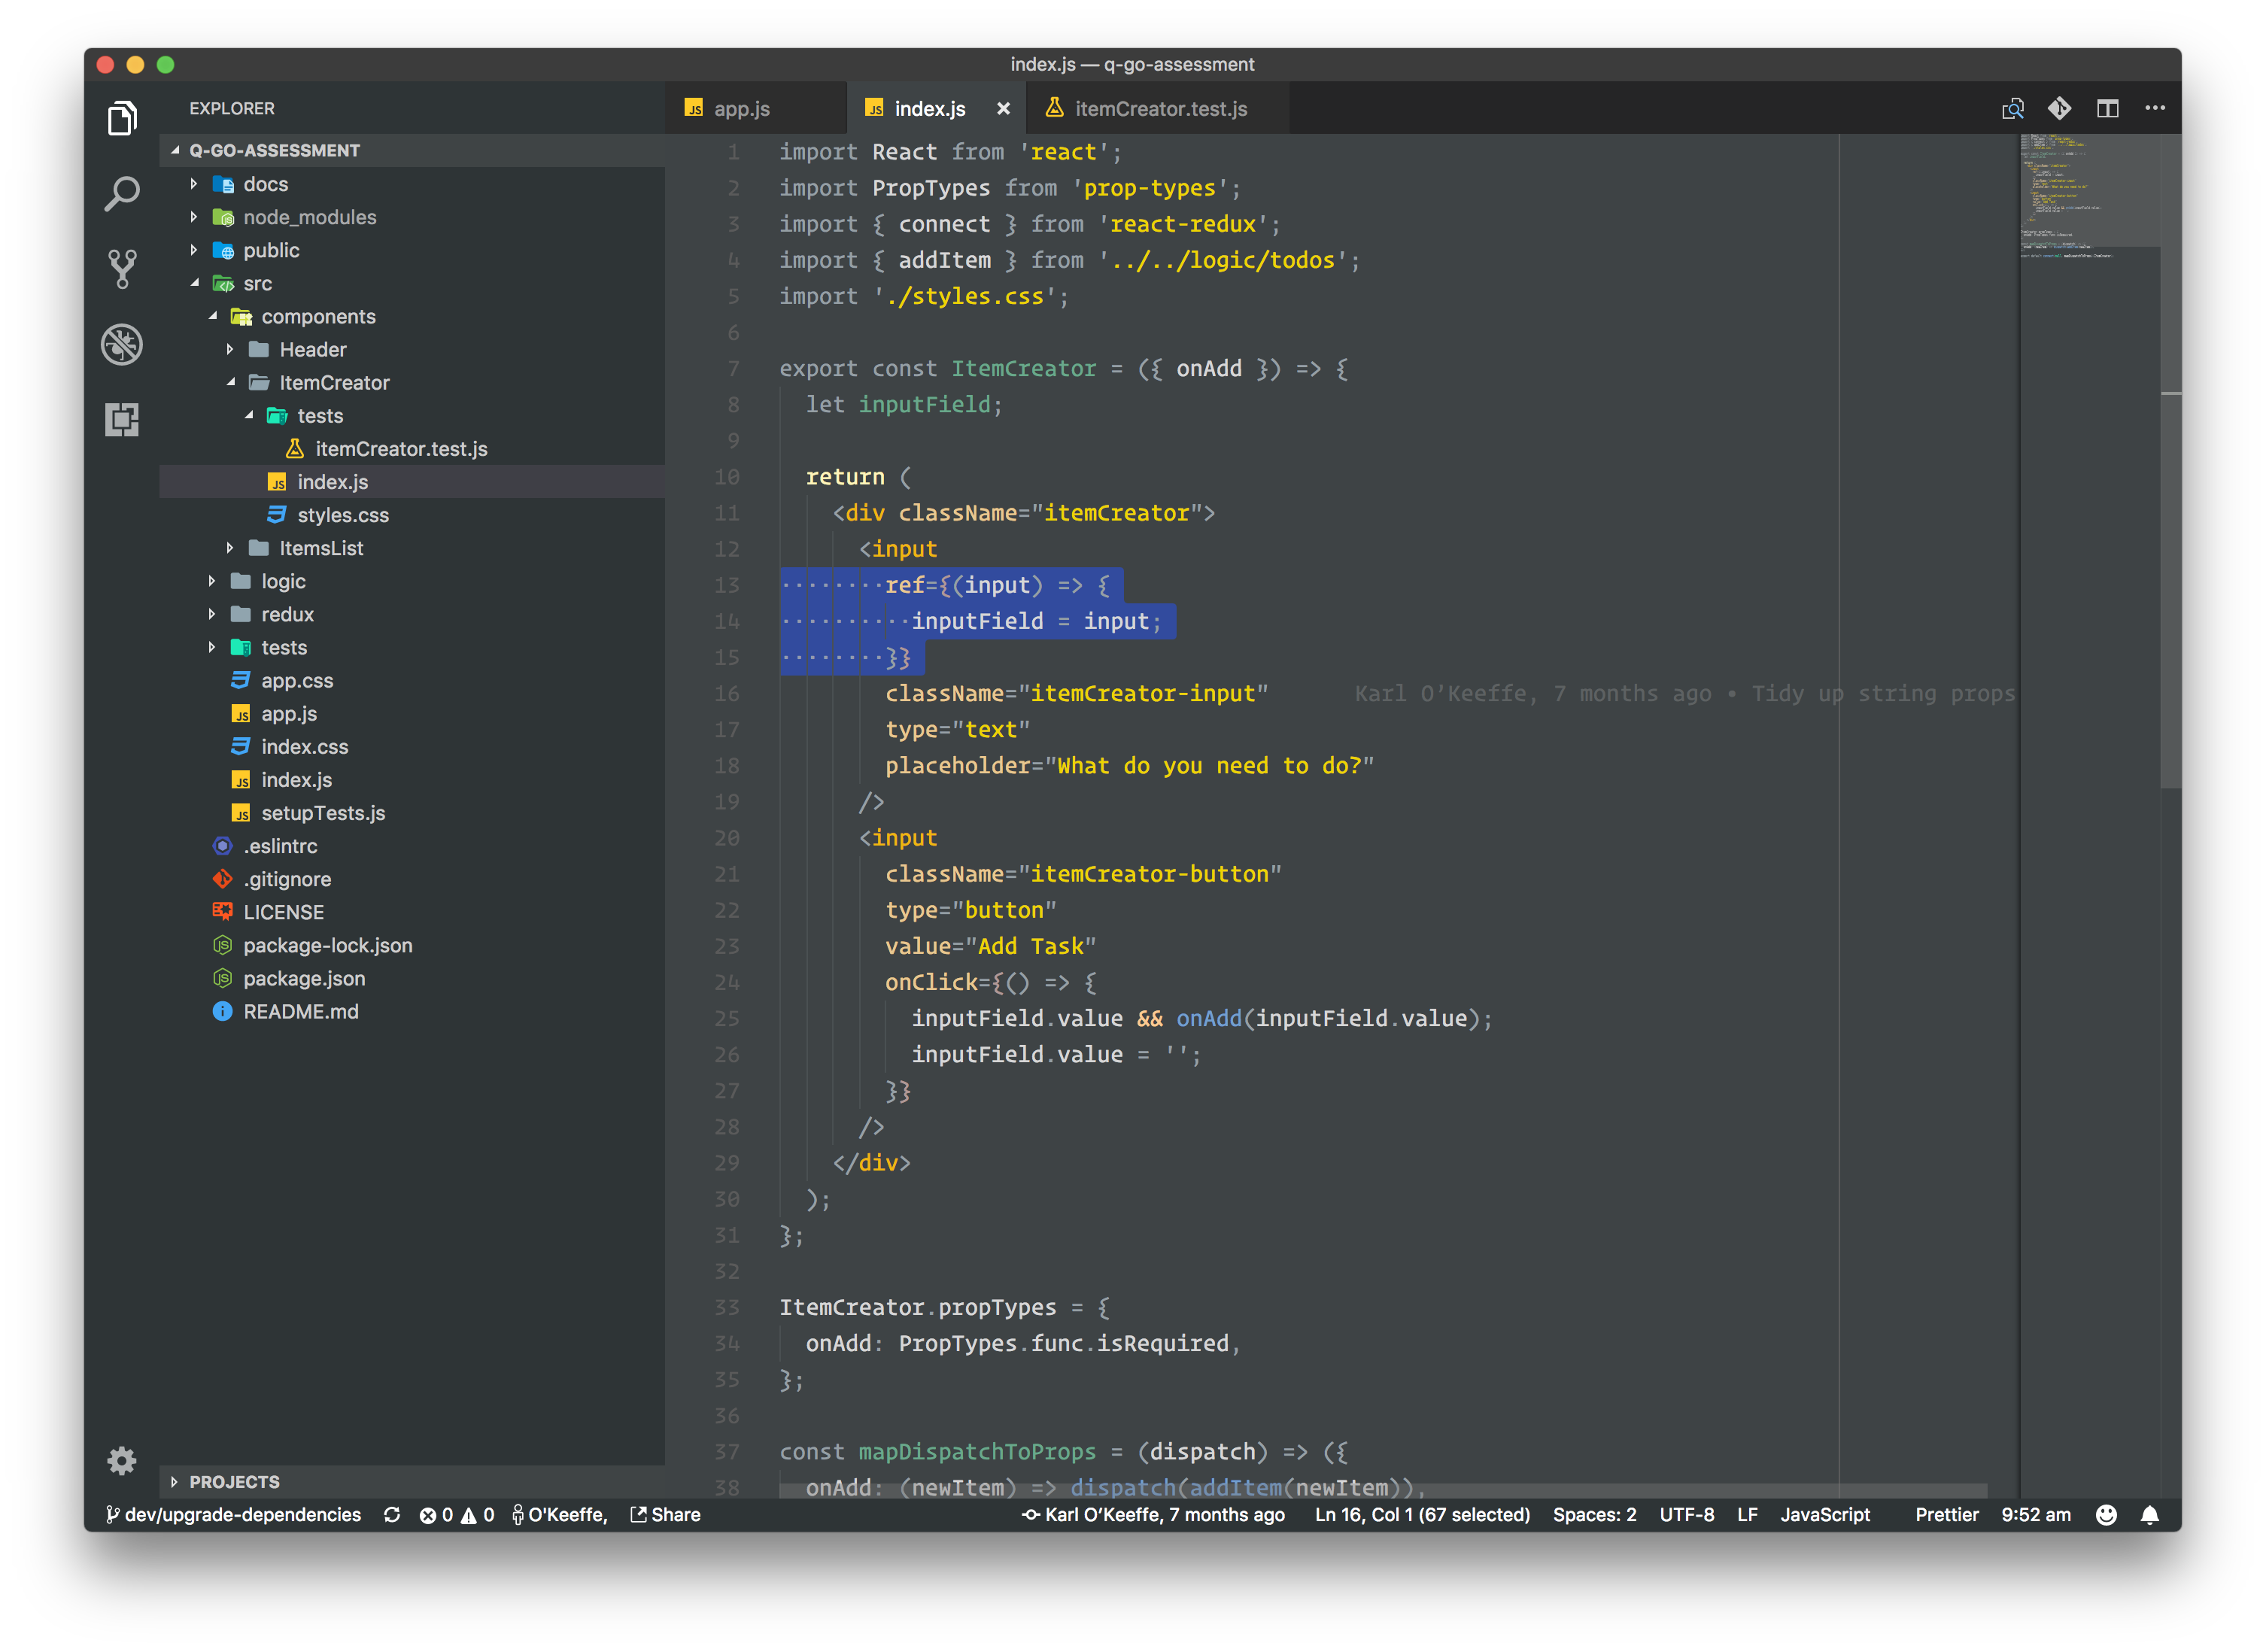 index.js — q-go-assessment
EXPLORER
Q-GO-ASSESSMENT
docs
node_modules
public
src
components
Header
ItemCreator
tests
itemCreator.test.js
index.js
styles.css
ItemsList
logic
redux
tests
app.css
app.js
index.css
index.js
setupTests.js
.eslintrc
.gitignore
LICENSE
package-lock.json
package.json
README.md
PROJECTS
app.js index.js × itemCreator.test.js
1 import React from 'react';
2 import PropTypes from 'prop-types';
3 import { connect } from 'react-redux';
4 import { addItem } from '../../logic/todos';
5 import './styles.css';
6
7 export const ItemCreator = ({ onAdd }) => {
8   let inputField;
9
10   return (
11     <div className="itemCreator">
12       <input
13         ref={(input) => {
14           inputField = input;
15         }}
16         className="itemCreator-input" Karl O’Keeffe, 7 months ago • Tidy up string props
17         type="text"
18         placeholder="What do you need to do?"
19       />
20       <input
21         className="itemCreator-button"
22         type="button"
23         value="Add Task"
24         onClick={() => {
25           inputField.value && onAdd(inputField.value);
26           inputField.value = '';
27         }}
28       />
29     </div>
30   );
31 };
32
33 ItemCreator.propTypes = {
34   onAdd: PropTypes.func.isRequired,
35 };
36
37 const mapDispatchToProps = (dispatch) => ({
38   onAdd: (newItem) => dispatch(addItem(newItem)),
dev/upgrade-dependencies 0 0 O'Keeffe, Share Karl O’Keeffe, 7 months ago Ln 16, Col 1 (67 selected) Spaces: 2 UTF-8 LF JavaScript Prettier 9:52 am